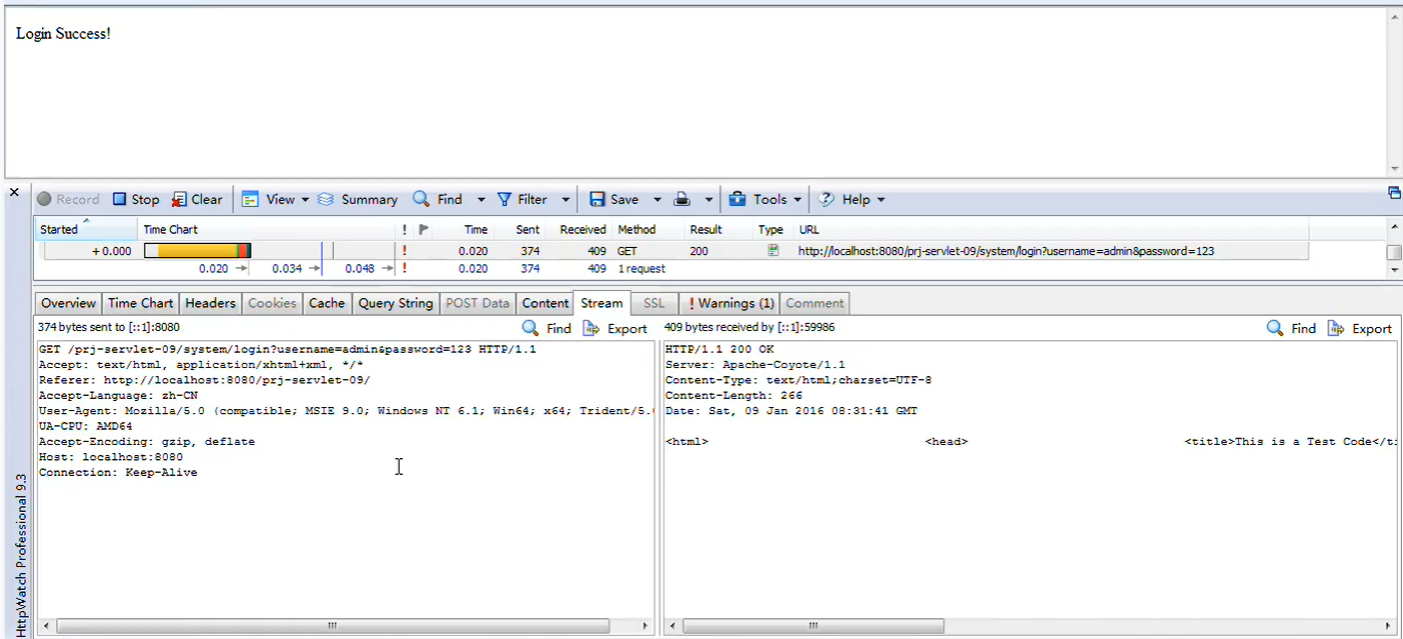 Login Success!
Record Stop Clear View Summary Find Filter Save Tools Help
Started Time Chart ! Time Sent Received Method Result Type URL
+ 0.000 ! 0.020 374 409 GET 200 http://localhost:8080/prj-servlet-09/system/login?username=admin&password=123
0.020 0.034 0.048 ! 0.020 374 409 1 request
Overview Time Chart Headers Cookies Cache Query String POST Data Content Stream SSL ! Warnings (1) Comment
374 bytes sent to [::1]:8080 Find Export
409 bytes received by [::1]:59986 Find Export
GET /prj-servlet-09/system/login?username=admin&password=123 HTTP/1.1
Accept: text/html, application/xhtml+xml, */*
Referer: http://localhost:8080/prj-servlet-09/
Accept-Language: zh-CN
User-Agent: Mozilla/5.0 (compatible; MSIE 9.0; Windows NT 6.1; Win64; x64; Trident/5.
UA-CPU: AMD64
Accept-Encoding: gzip, deflate
Host: localhost:8080
Connection: Keep-Alive
HTTP/1.1 200 OK
Server: Apache-Coyote/1.1
Content-Type: text/html;charset=UTF-8
Content-Length: 266
Date: Sat, 09 Jan 2016 08:31:41 GMT
<html> <head> <title>This is a Test Code</ti
HttpWatch Professional 9.3